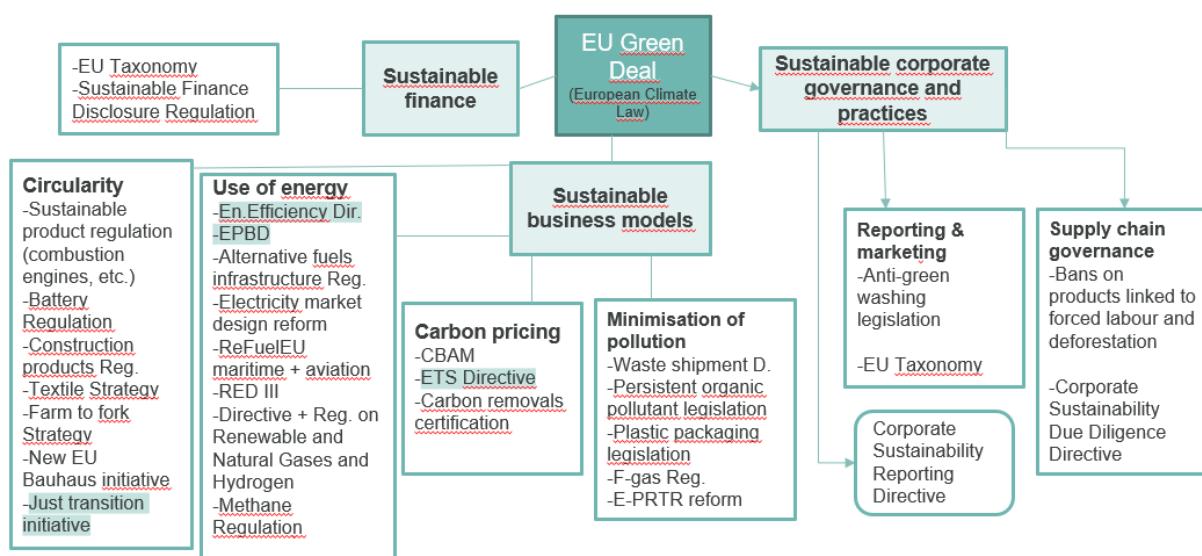 EU Green
Deal
(European Climate
Law)
Sustainable
finance
-EU Taxonomy
-Sustainable Finance
Disclosure Regulation
Sustainable corporate
governance and
practices
Circularity
-Sustainable
product regulation
(combustion
engines, etc.)
-Battery
Regulation
-Construction
products Reg.
-Textile Strategy
-Farm to fork
Strategy
-New EU
Bauhaus initiative
-Just transition
initiative
Use of energy
-En.Efficiency Dir.
-EPBD
-Alternative fuels
infrastructure Reg.
-Electricity market
design reform
-ReFuelEU
maritime + aviation
-RED III
-Directive + Reg. on
Renewable and
Natural Gases and
Hydrogen
-Methane
Regulation
Sustainable
business models
Carbon pricing
-CBAM
-ETS Directive
-Carbon removals
certification
Minimisation of
pollution
-Waste shipment D.
-Persistent organic
pollutant legislation
-Plastic packaging
legislation
-F-gas Reg.
-E-PRTR reform
Reporting &
marketing
-Anti-green
washing
legislation
-EU Taxonomy
Corporate
Sustainability
Reporting
Directive
Supply chain
governance
-Bans on
products linked to
forced labour and
deforestation
-Corporate
Sustainability
Due Diligence
Directive